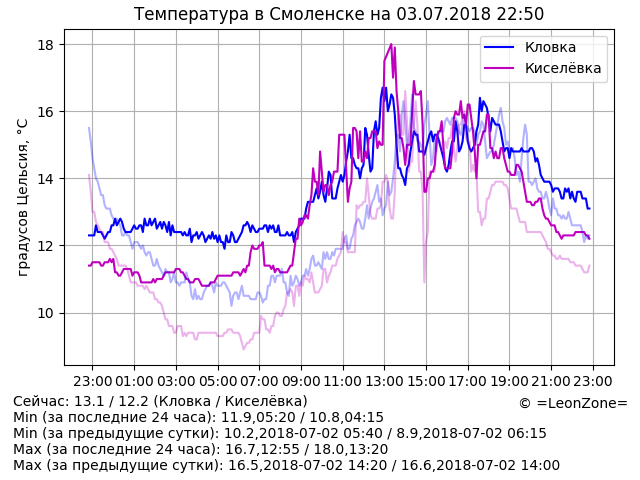 Температура в Смоленске на 03.07.2018 22:50
Кловка
Киселёвка
градусов Цельсия, °C
18
16
14
12
10
23:00 01:00 03:00 05:00 07:00 09:00 11:00 13:00 14:00 15:00 17:00 19:00 21:00 23:00
Сейчас: 13.1 / 12.2 (Кловка / Киселёвка)
© =LeonZone=
Min (за последние 24 часа): 11.9,05:20 / 10.8,04:15
Min (за предыдущие сутки): 10.2,2018-07-02 05:40 / 8.9,2018-07-02 06:15
Max (за последние 24 часа): 16.7,12:55 / 18.0,13:20
Max (за предыдущие сутки): 16.5,2018-07-02 14:20 / 16.6,2018-07-02 14:00